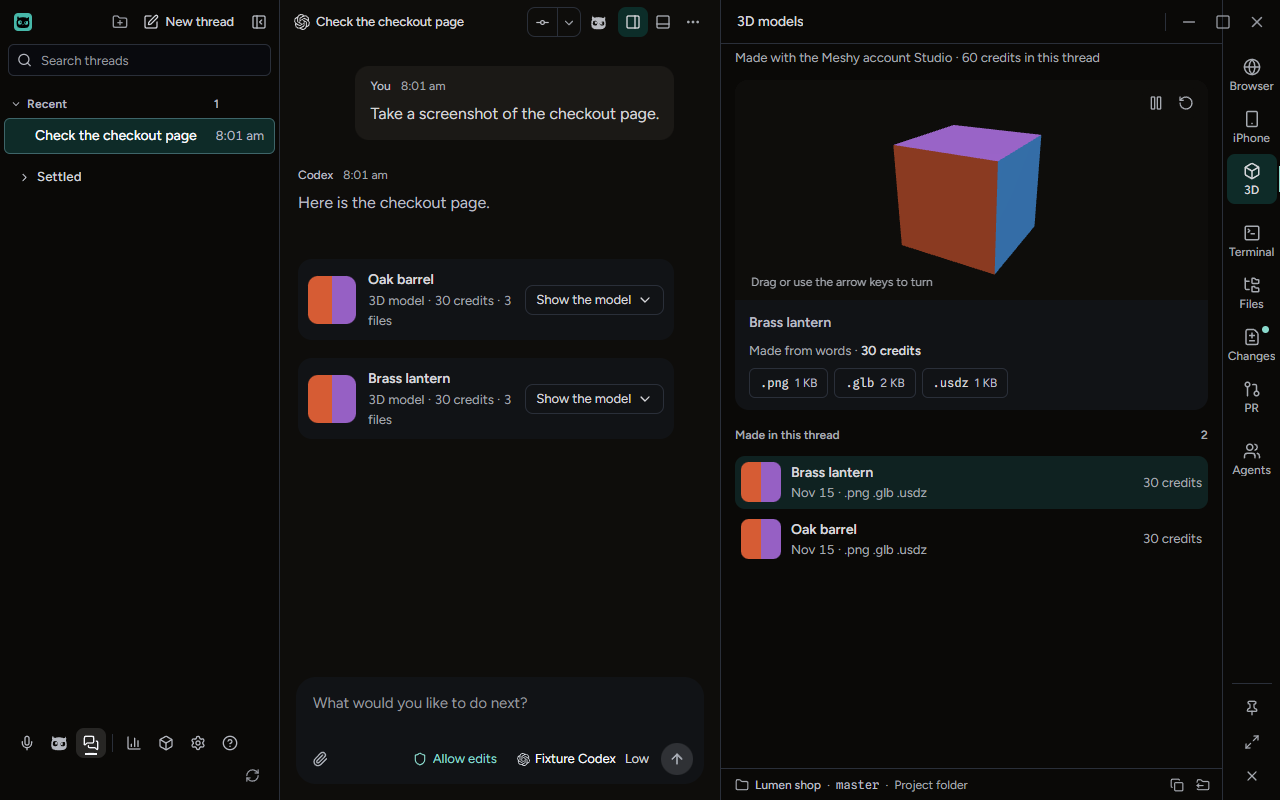 New thread
Search threads
Recent 1
Check the checkout page 8:01 am
Settled
Check the checkout page
You 8:01 am
Take a screenshot of the checkout page.
Codex 8:01 am
Here is the checkout page.
Oak barrel
3D model · 30 credits · 3
files
Show the model
Brass lantern
3D model · 30 credits · 3
files
Show the model
What would you like to do next?
Allow edits
Fixture Codex Low
3D models
Made with the Meshy account Studio · 60 credits in this thread
Drag or use the arrow keys to turn
Brass lantern
Made from words · 30 credits
.png 1 KB
.glb 2 KB
.usdz 1 KB
Made in this thread 2
Brass lantern
Nov 15 · .png .glb .usdz
30 credits
Oak barrel
Nov 15 · .png .glb .usdz
30 credits
Lumen shop · master · Project folder
Browser
iPhone
3D
Terminal
Files
Changes
PR
Agents